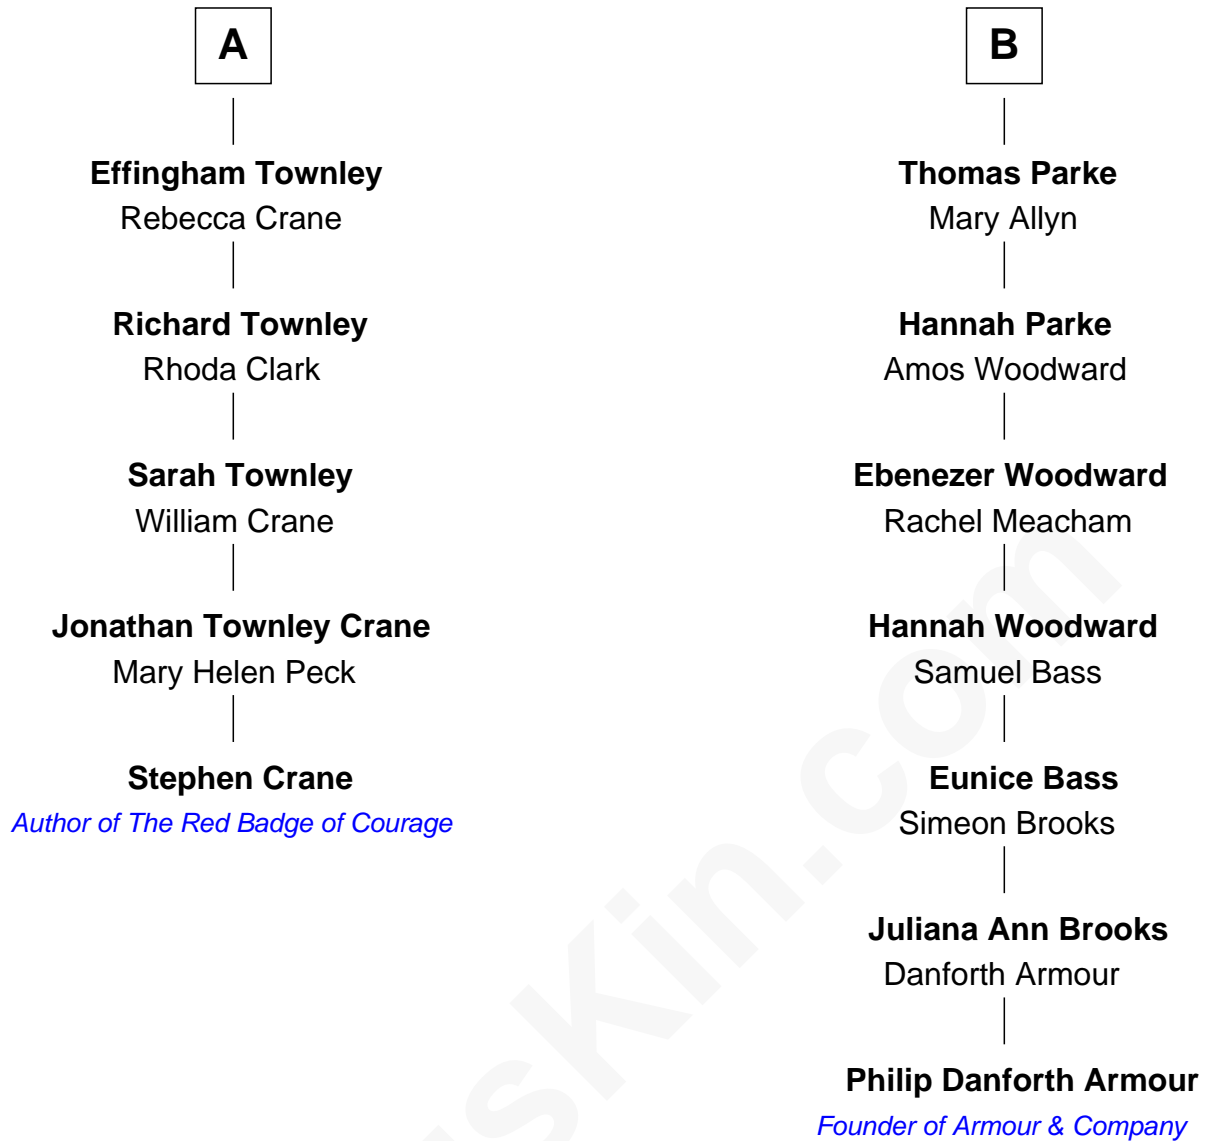 A
Effingham Townley
Rebecca Crane
Richard Townley
Rhoda Clark
Sarah Townley
William Crane
Jonathan Townley Crane
Mary Helen Peck
Stephen Crane
Author of The Red Badge of Courage
B
Thomas Parke
Mary Allyn
Hannah Parke
Amos Woodward
Ebenezer Woodward
Rachel Meacham
Hannah Woodward
Samuel Bass
Eunice Bass
Simeon Brooks
Juliana Ann Brooks
Danforth Armour
Philip Danforth Armour
Founder of Armour & Company
sKin.com